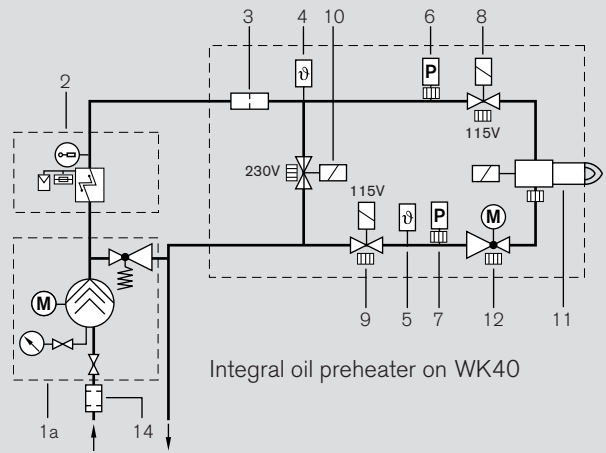 3 4 10 6 8
2
ϑ P
115V
230V
115V
ϑ P M
M
9 5 7 12 11
Integral oil preheater on WK40
1a 14